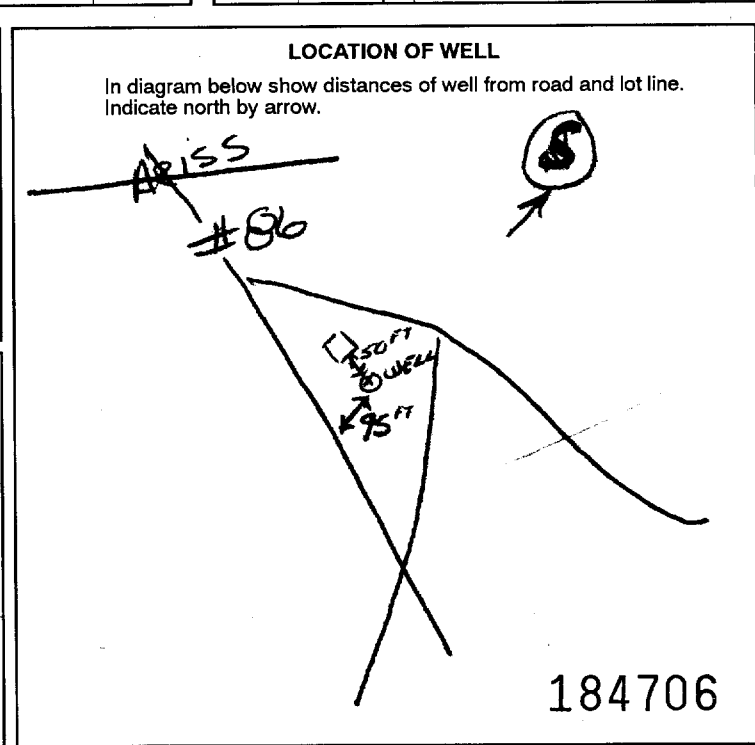 LOCATION OF WELL
In diagram below show distances of well from road and lot line.
Indicate north by arrow.
ARISS
S
#86
50 FT
WELL
95 FT
184706